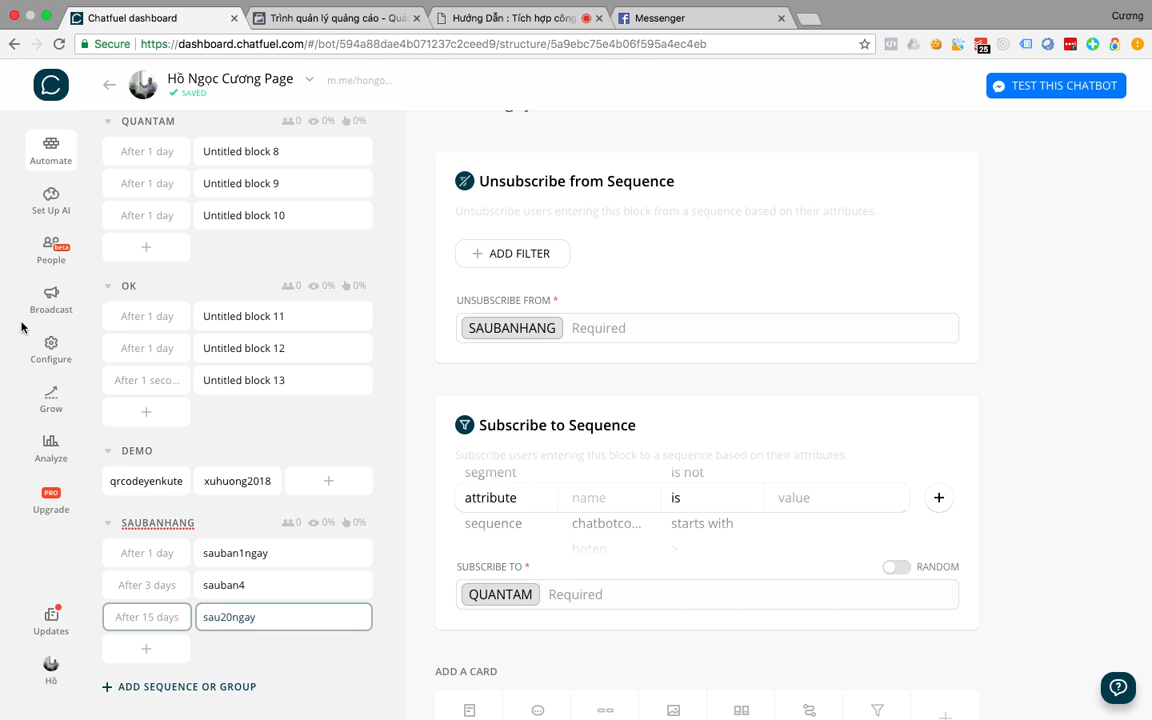 Chatfuel dashboard
Trình quản lý quảng cáo - Quả
Hướng Dẫn : Tích hợp công
Messenger
Cương
Secure https://dashboard.chatfuel.com/#/bot/594a88dae4b071237c2ceed9/structure/5a9ebc75e4b06f595a4ec4eb
25
Hồ Ngọc Cương Page
m.me/hongo...
SAVED
TEST THIS CHATBOT
Automate
Set Up AI
beta
People
Broadcast
Configure
Grow
Analyze
PRO
Upgrade
Updates
Hồ
QUANTAM 0 0% 0%
After 1 day Untitled block 8
After 1 day Untitled block 9
After 1 day Untitled block 10
+
OK 0 0% 0%
After 1 day Untitled block 11
After 1 day Untitled block 12
After 1 seco... Untitled block 13
+
DEMO
qrcodeyenkute xuhuong2018 +
SAUBANHANG 0 0% 0%
After 1 day sauban1ngay
After 3 days sauban4
After 15 days sau20ngay
+
+ ADD SEQUENCE OR GROUP
Unsubscribe from Sequence
Unsubscribe users entering this block from a sequence based on their attributes.
+ ADD FILTER
UNSUBSCRIBE FROM *
SAUBANHANG Required
Subscribe to Sequence
Subscribe users entering this block to a sequence based on their attributes.
segment is not
attribute name is value +
sequence chatbotco... starts with
hoten >
SUBSCRIBE TO * RANDOM
QUANTAM Required
ADD A CARD
+